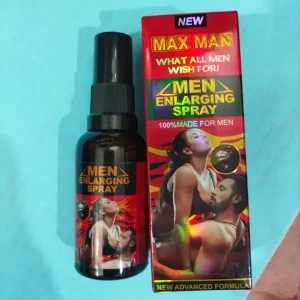 NEW
MAX MAN
WHAT ALL MEN
WISH FOR!
MEN
ENLARGING
SPRAY
100%MADE FOR MEN
NEW ADVANCED FORMULA
MEN
ENLARGING
SPRAY